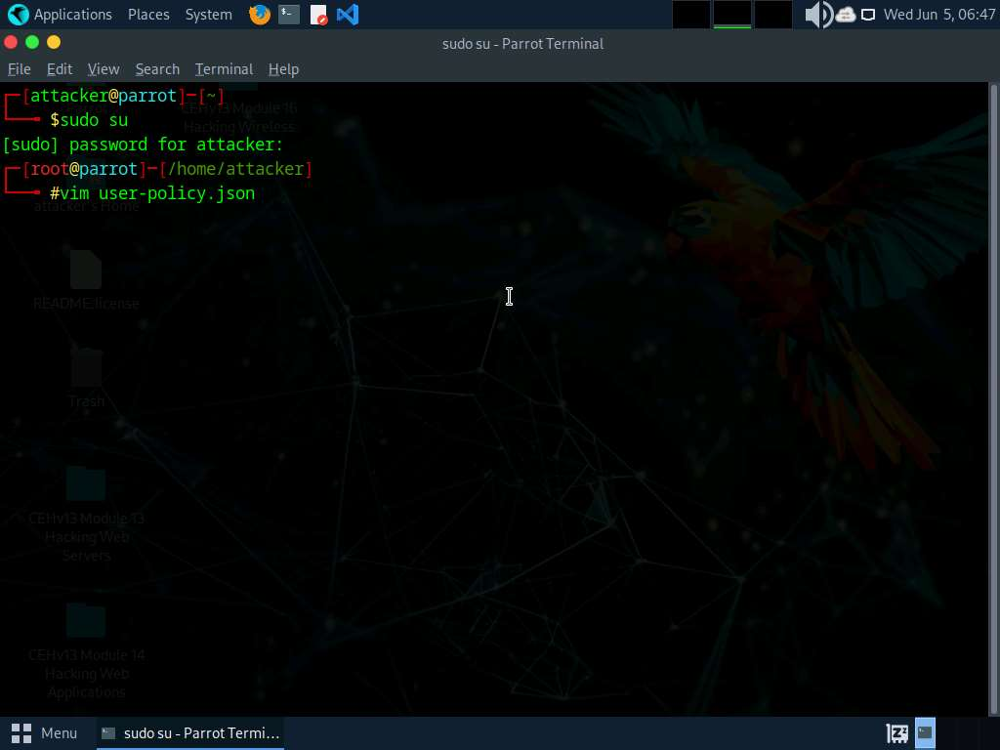 Applications Places System Wed Jun 5, 06:47
sudo su - Parrot Terminal
File Edit View Search Terminal Help
┌─[attacker@parrot]─[~]
└──╼ $sudo su
[sudo] password for attacker:
┌─[root@parrot]─[/home/attacker]
└──╼ #vim user-policy.json
CEHv13 Module 16
Hacking Wireless
attacker's Home
README.license
Trash
CEHv13 Module 13
Hacking Web
Servers
CEHv13 Module 14
Hacking Web
Applications
Menu sudo su - Parrot Termi...